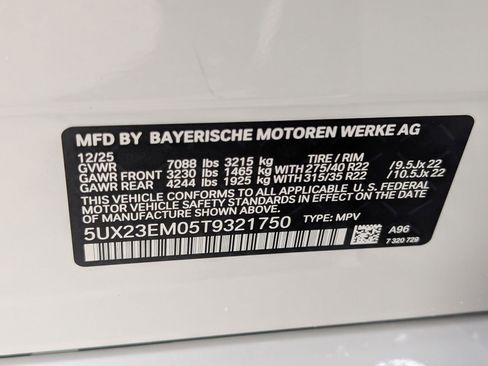 MFD BY BAYERISCHE MOTOREN WERKE AG
12/25
GVWR 7088 lbs 3215 kg TIRE / RIM
GAWR FRONT 3230 lbs 1465 kg WITH 275/40 R22 / 9.5Jx 22
GAWR REAR 4244 lbs 1925 kg WITH 315/35 R22 / 10.5Jx 22
THIS VEHICLE CONFORMS TO ALL APPLICABLE FEDERAL
MOTOR VEHICLE SAFETY STANDARDS IN EFFECT ON THE DATE
OF MANUFACTURE SHOWN ABOVE.
5UX23EM05T9321750 TYPE: MPV
A96
7 320 729